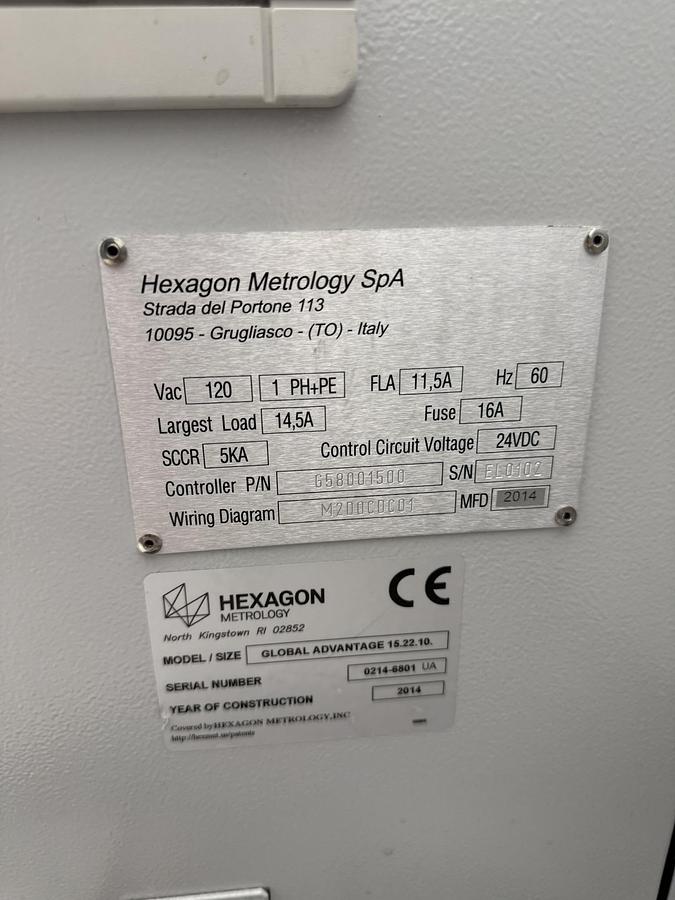 Hexagon Metrology SpA
Strada del Portone 113
10095 - Grugliasco - (TO) - Italy
Vac 120 1 PH+PE FLA 11,5A Hz 60
Largest Load 14,5A Fuse 16A
SCCR 5KA Control Circuit Voltage 24VDC
Controller P/N G58001500 S/N EL0102
Wiring Diagram M200CDC01 MFD 2014
HEXAGON
METROLOGY
CE
North Kingstown RI 02852
MODEL / SIZE GLOBAL ADVANTAGE 15.22.10.
SERIAL NUMBER 0214-6801 UA
YEAR OF CONSTRUCTION 2014
Covered by HEXAGON METROLOGY, INC